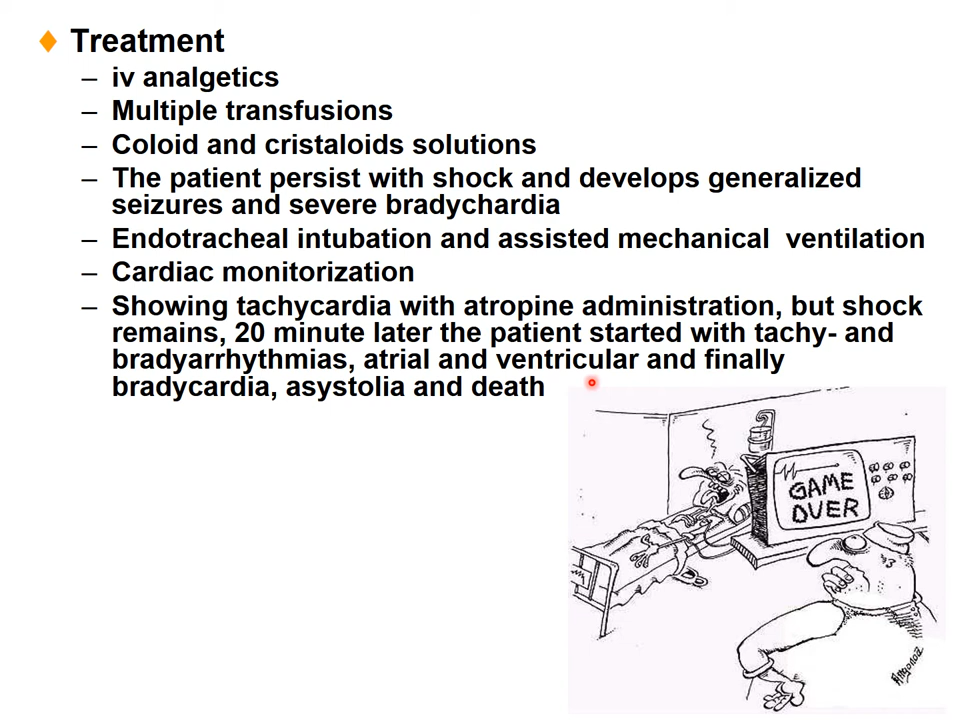 Treatment
– iv analgetics
– Multiple transfusions
– Coloid and cristaloids solutions
– The patient persist with shock and develops generalized
seizures and severe bradychardia
– Endotracheal intubation and assisted mechanical ventilation
– Cardiac monitorization
– Showing tachycardia with atropine administration, but shock
remains, 20 minute later the patient started with tachy- and
bradyarrhythmias, atrial and ventricular and finally
bradycardia, asystolia and death
GAME
OVER